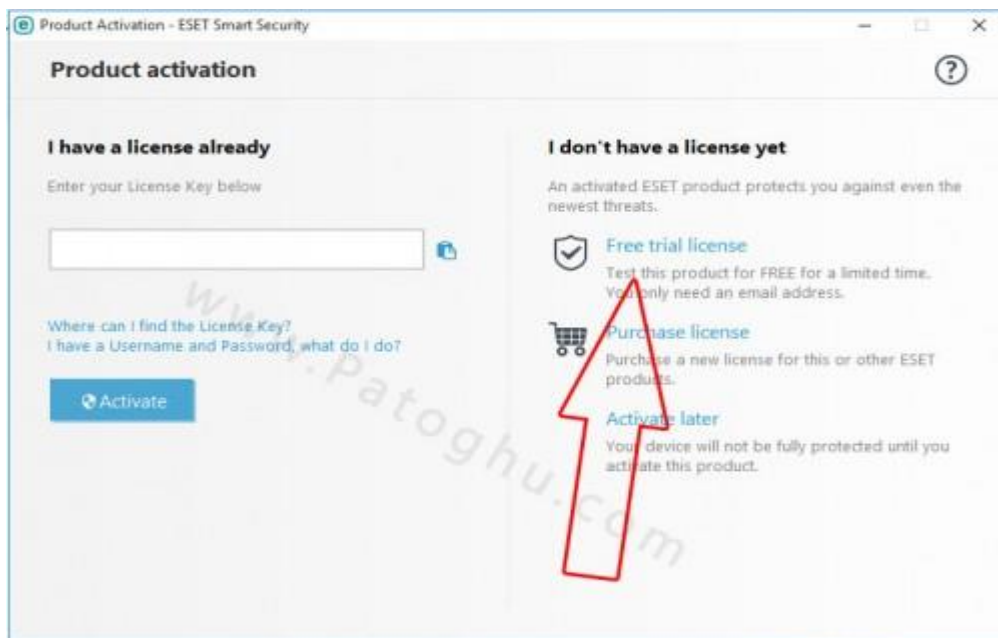 Product Activation - ESET Smart Security
Product activation
I have a license already
Enter your License Key below
Where can I find the License Key?
I have a Username and Password, what do I do?
Activate
I don't have a license yet
An activated ESET product protects you against even the
newest threats.
Free trial license
Test this product for FREE for a limited time.
You only need an email address.
Purchase license
Purchase a new license for this or other ESET
products.
Activate later
Your device will not be fully protected until you
activate this product.
www.Patoghu.com